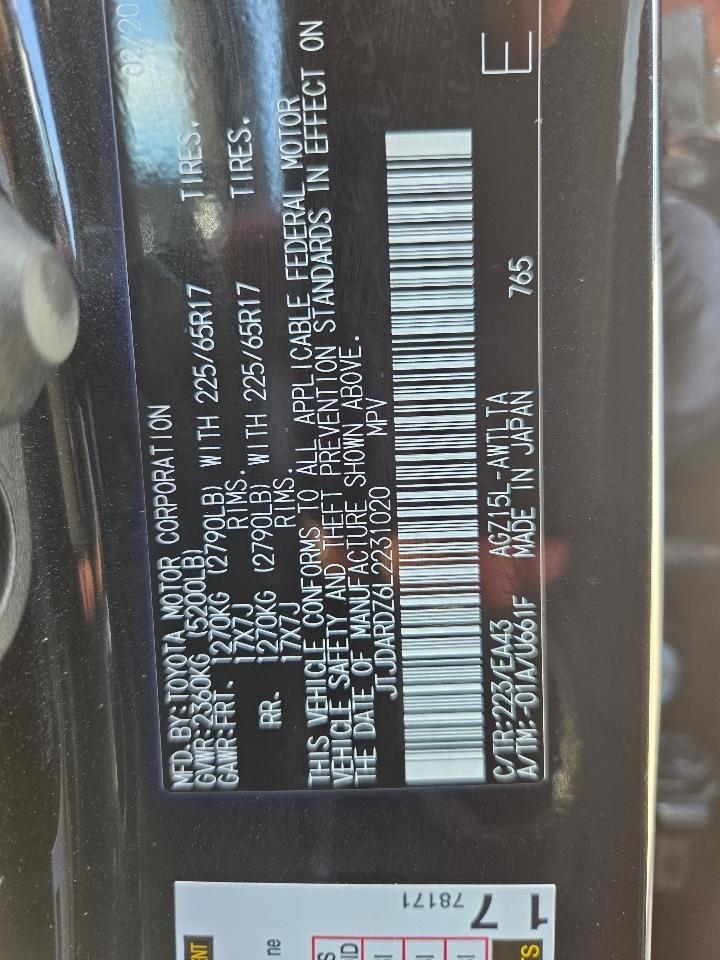 MFD.BY:TOYOTA MOTOR CORPORATION 02/20
GVWR:2360KG (5200LB)
GAWR:FRT. 1270KG (2790LB) WITH 225/65R17 TIRES.
17X7J RIMS.
RR. 1270KG (2790LB) WITH 225/65R17 TIRES.
17X7J RIMS.
THIS VEHICLE CONFORMS TO ALL APPLICABLE FEDERAL MOTOR
VEHICLE SAFETY AND THEFT PREVENTION STANDARDS IN EFFECT ON
THE DATE OF MANUFACTURE SHOWN ABOVE.
JTJDARDZ6L2231020 MPV
C/TR:223/EA43 AGZ15L-AWTLTA
A/TM:-01A/U661F MADE IN JAPAN 765 E
17
78171